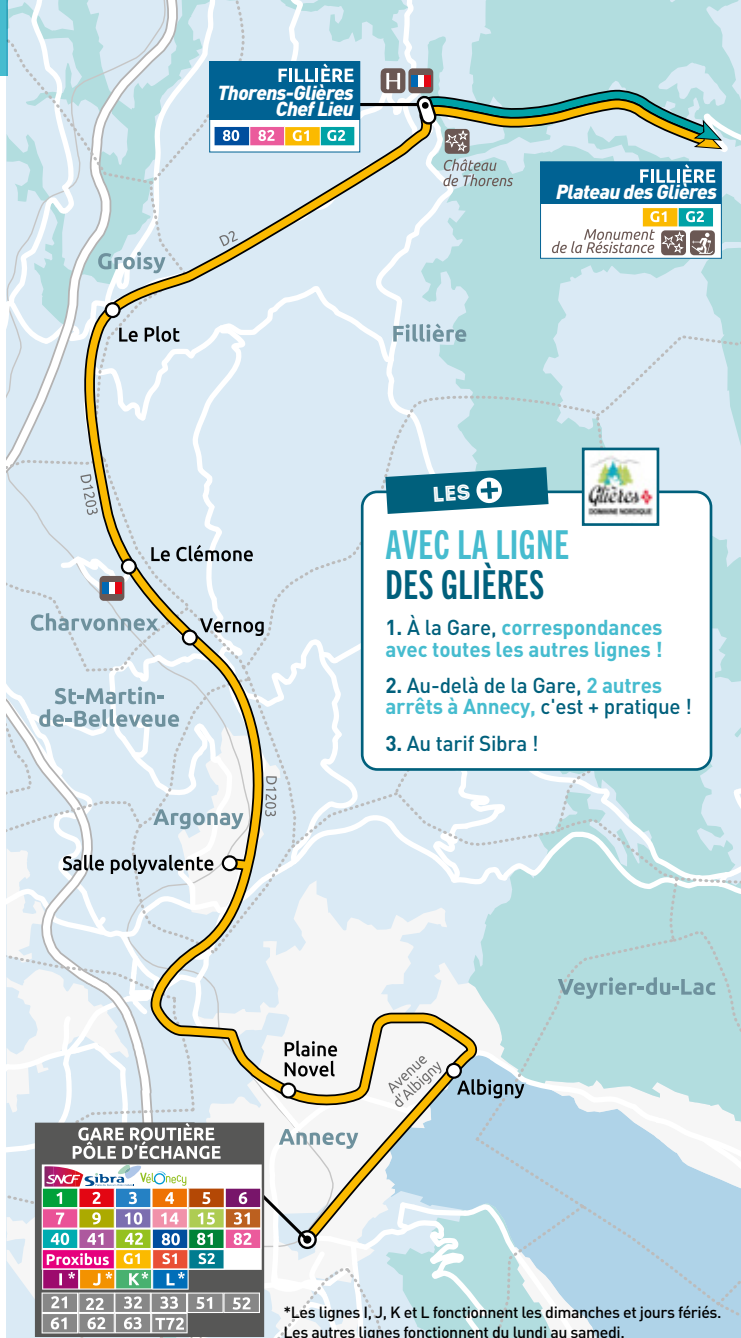 FILLIÈRE
Thorens-Glières
Chef Lieu
80 82 G1 G2
H
Château
de Thorens
FILLIÈRE
Plateau des Glières
G1 G2
Monument
de la Résistance
D2
Groisy
Le Plot
Fillière
D1203
LES +
Glières
DOMAINE NORDIQUE
AVEC LA LIGNE
DES GLIÈRES
1. À la Gare, correspondances
avec toutes les autres lignes !
2. Au-delà de la Gare, 2 autres
arrêts à Annecy, c'est + pratique !
3. Au tarif Sibra !
Le Clémone
Charvonnex
Vernog
St-Martin-
de-Belleveue
D1203
Argonay
Salle polyvalente
Veyrier-du-Lac
Plaine
Novel
Avenue
d'Albigny
Albigny
Annecy
GARE ROUTIÈRE
PÔLE D'ÉCHANGE
SNCF Sibra VélOnecy
1 2 3 4 5 6
7 9 10 14 15 31
40 41 42 80 81 82
Proxibus G1 S1 S2
I* J* K* L*
21 22 32 33 51 52
61 62 63 T72
*Les lignes I, J, K et L fonctionnent les dimanches et jours fériés.
Les autres lignes fonctionnent du lundi au samedi.